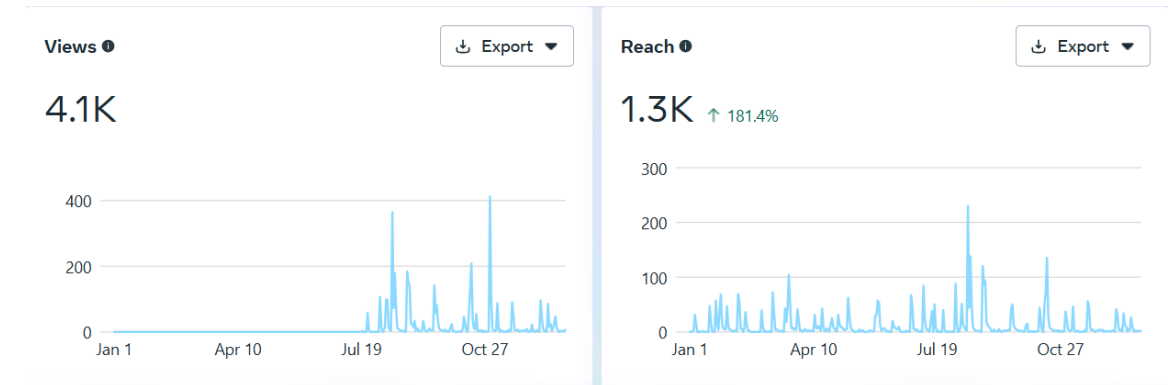 Views
Export
4.1K
400
200
0
Jan 1 Apr 10 Jul 19 Oct 27
Reach
Export
1.3K ↑ 181.4%
300
200
100
0
Jan 1 Apr 10 Jul 19 Oct 27